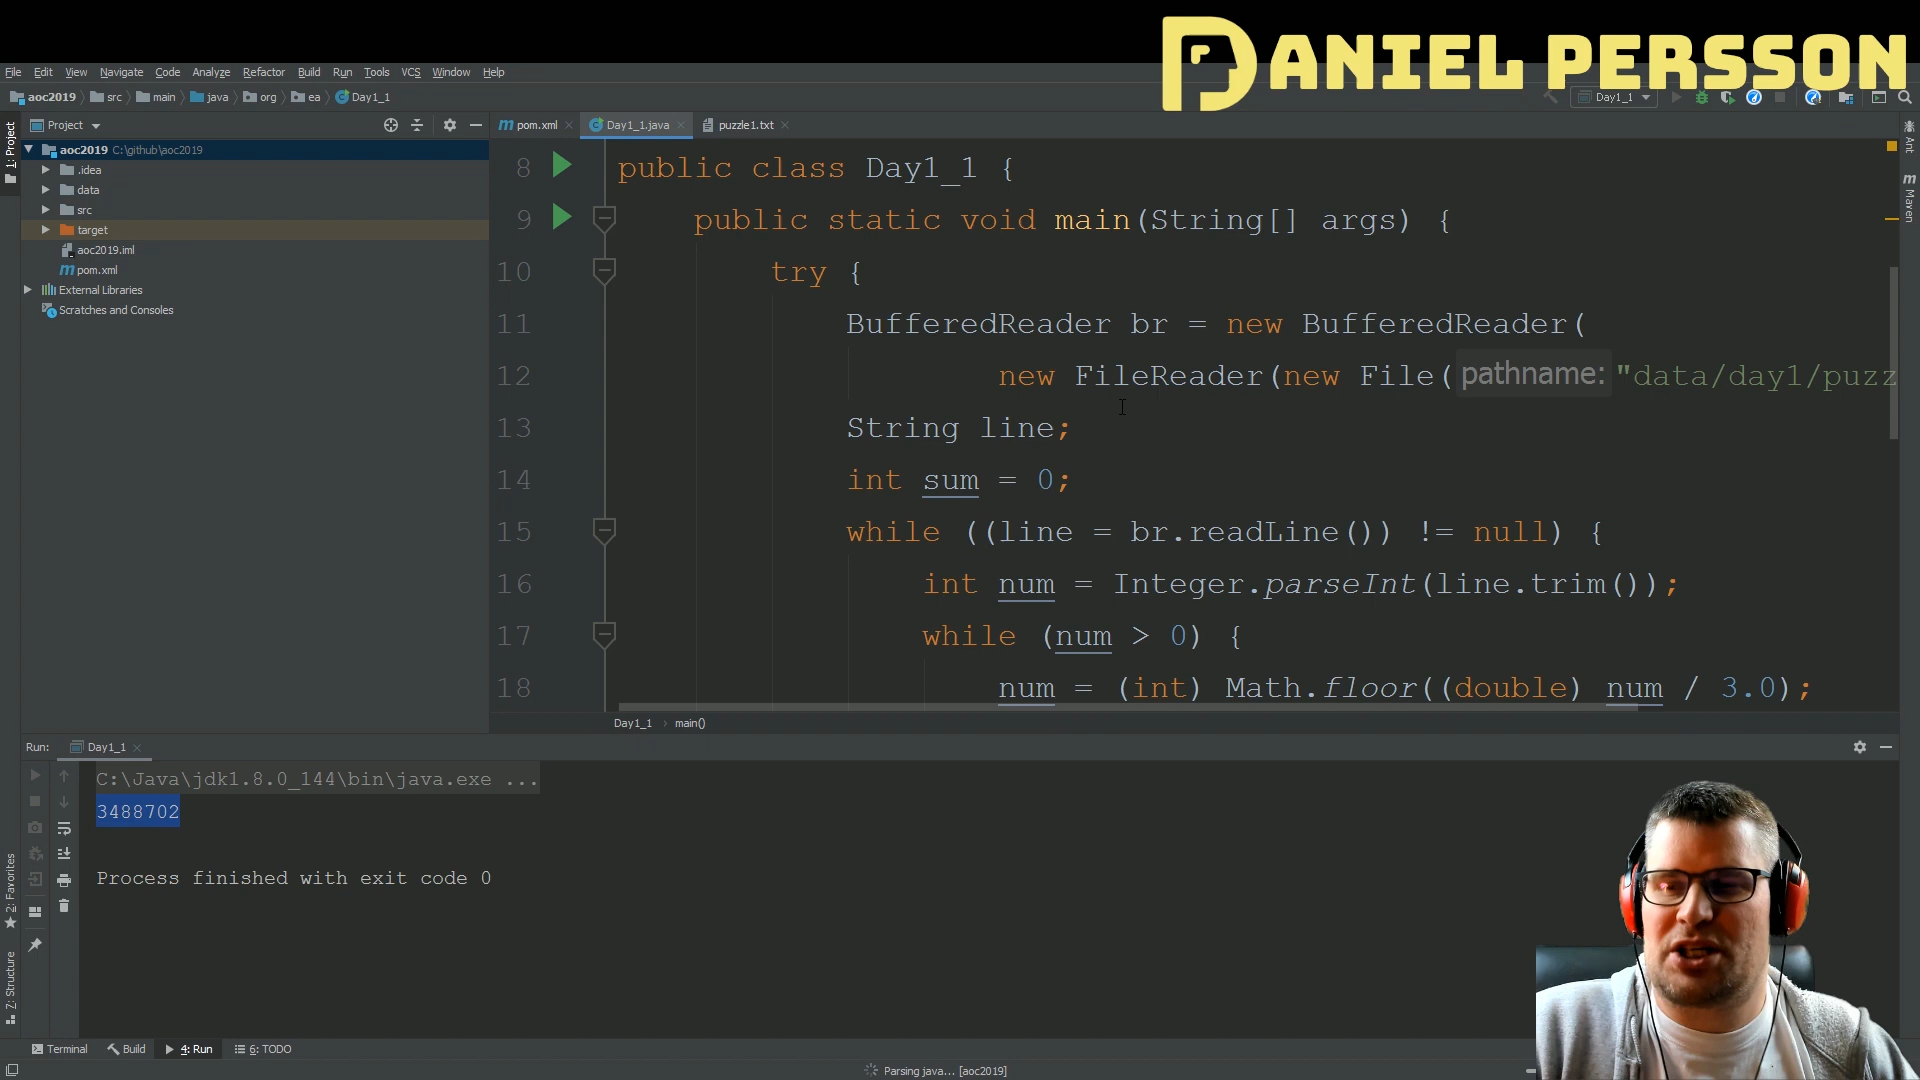 DANIEL PERSSON
File Edit View Navigate Code Analyze Refactor Build Run Tools VCS Window Help
aoc2019 src main java org ea Day1_1
Day1_1
Project
pom.xml Day1_1.java puzzle1.txt
1: Project
aoc2019 C:\github\aoc2019
.idea
data
src
target
aoc2019.iml
pom.xml
External Libraries
Scratches and Consoles
8 public class Day1_1 {
9 public static void main(String[] args) {
10 try {
11 BufferedReader br = new BufferedReader(
12 new FileReader(new File( pathname: "data/day1/puzz
13 String line;
14 int sum = 0;
15 while ((line = br.readLine()) != null) {
16 int num = Integer.parseInt(line.trim());
17 while (num > 0) {
18 num = (int) Math.floor((double) num / 3.0);
Day1_1 main()
Ant
Maven
Run: Day1_1
C:\Java\jdk1.8.0_144\bin\java.exe ...
3488702
Process finished with exit code 0
2: Favorites
7: Structure
Terminal Build 4: Run 6: TODO
Parsing java... [aoc2019]